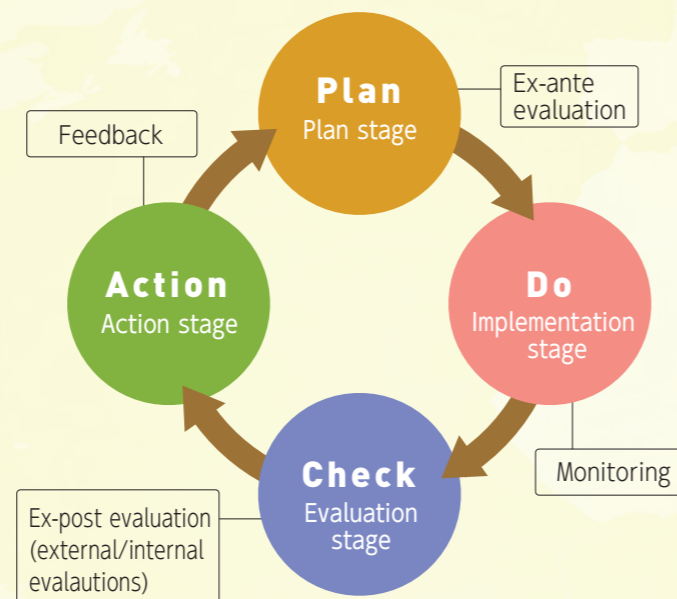 Plan
Plan stage
Ex-ante
evaluation
Feedback
Action
Action stage
Do
Implementation
stage
Check
Evaluation
stage
Monitoring
Ex-post evaluation
(external/internal
evalautions)